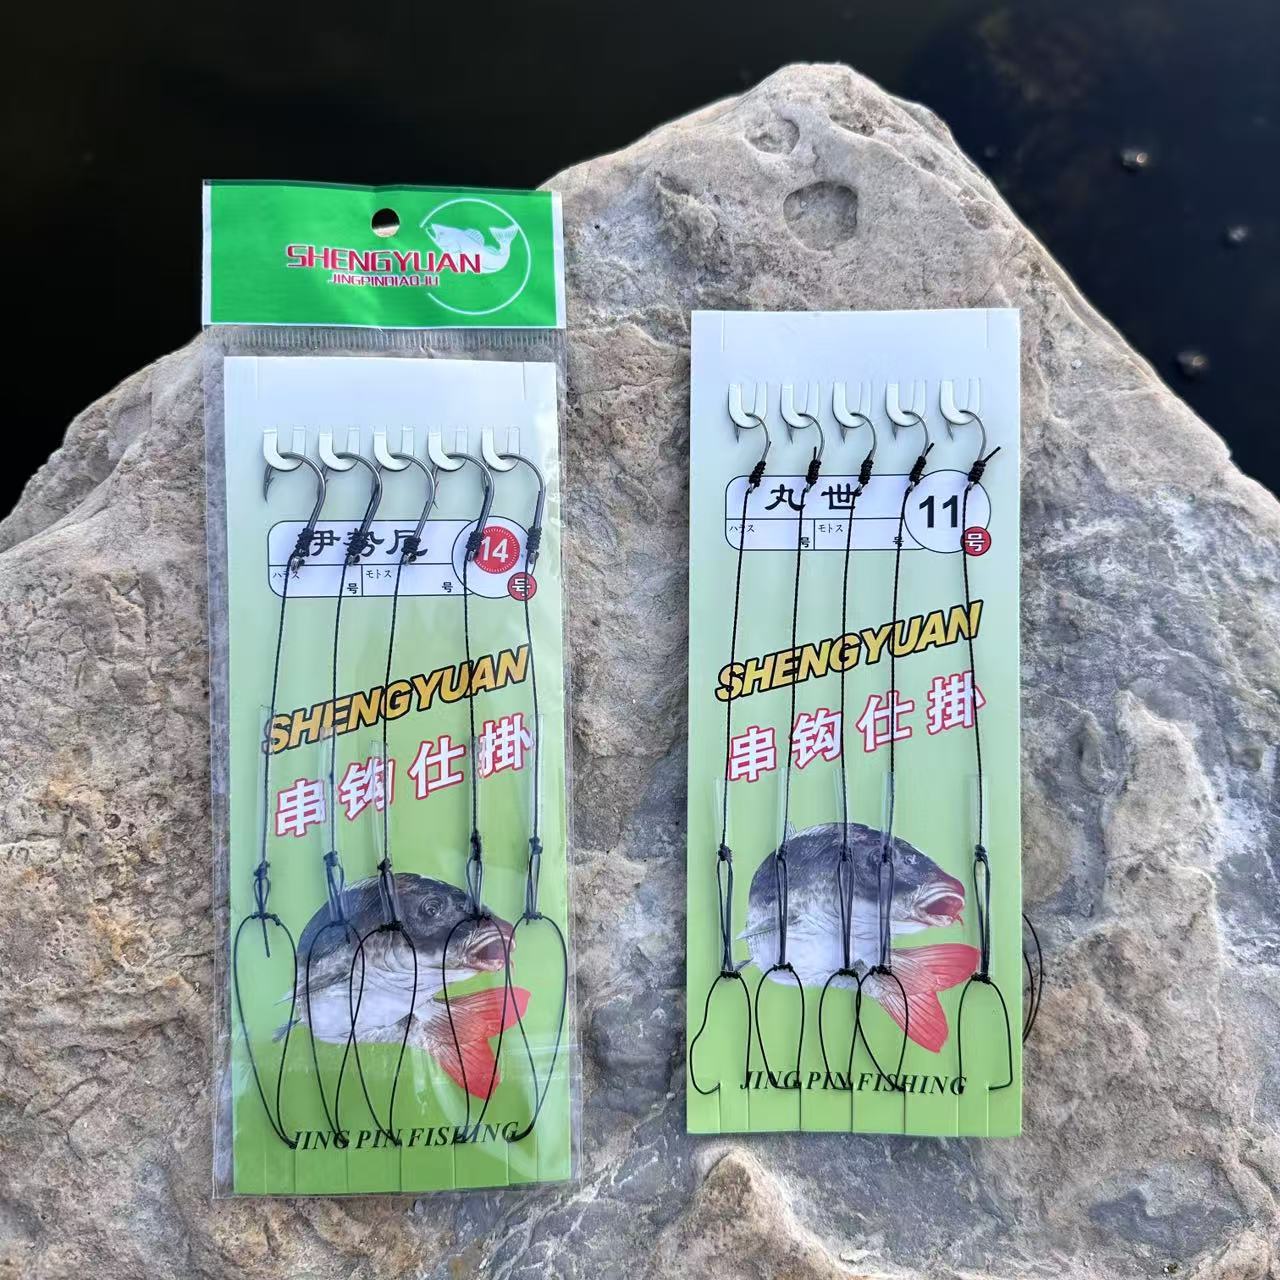 SHENGYUAN
JINGPINDIAOJU
伊势尼
14
号
ハリス 号
モトス 号
SHENGYUAN
串钩仕掛
JING PIN FISHING
丸世
11
号
ハリス 号
モトス 号
SHENGYUAN
串钩仕掛
JING PIN FISHING